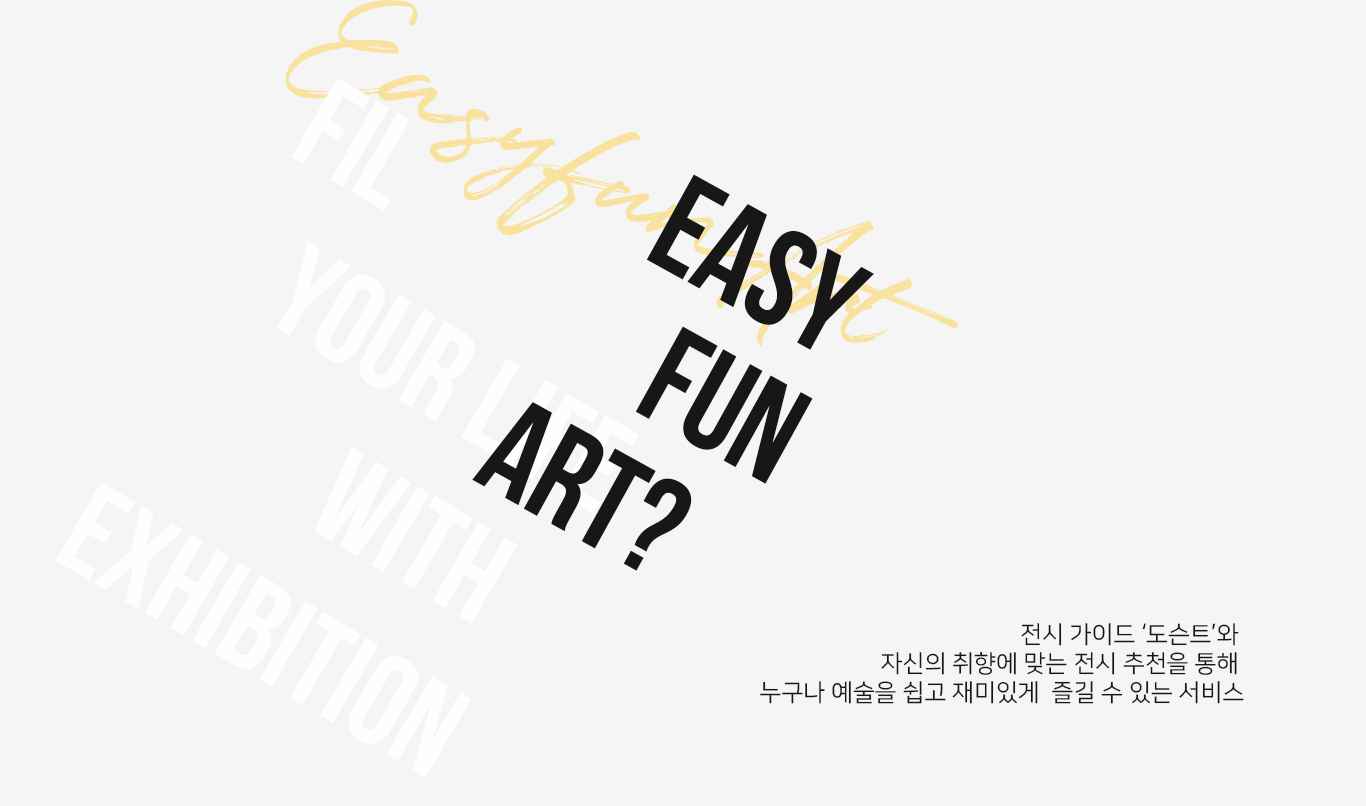 Easyfun Art
FIL
YOUR LIFE
WITH
EXHIBITION
EASY
FUN
ART?
전시 가이드 ‘도슨트’와
자신의 취향에 맞는 전시 추천을 통해
누구나 예술을 쉽고 재미있게 즐길 수 있는 서비스